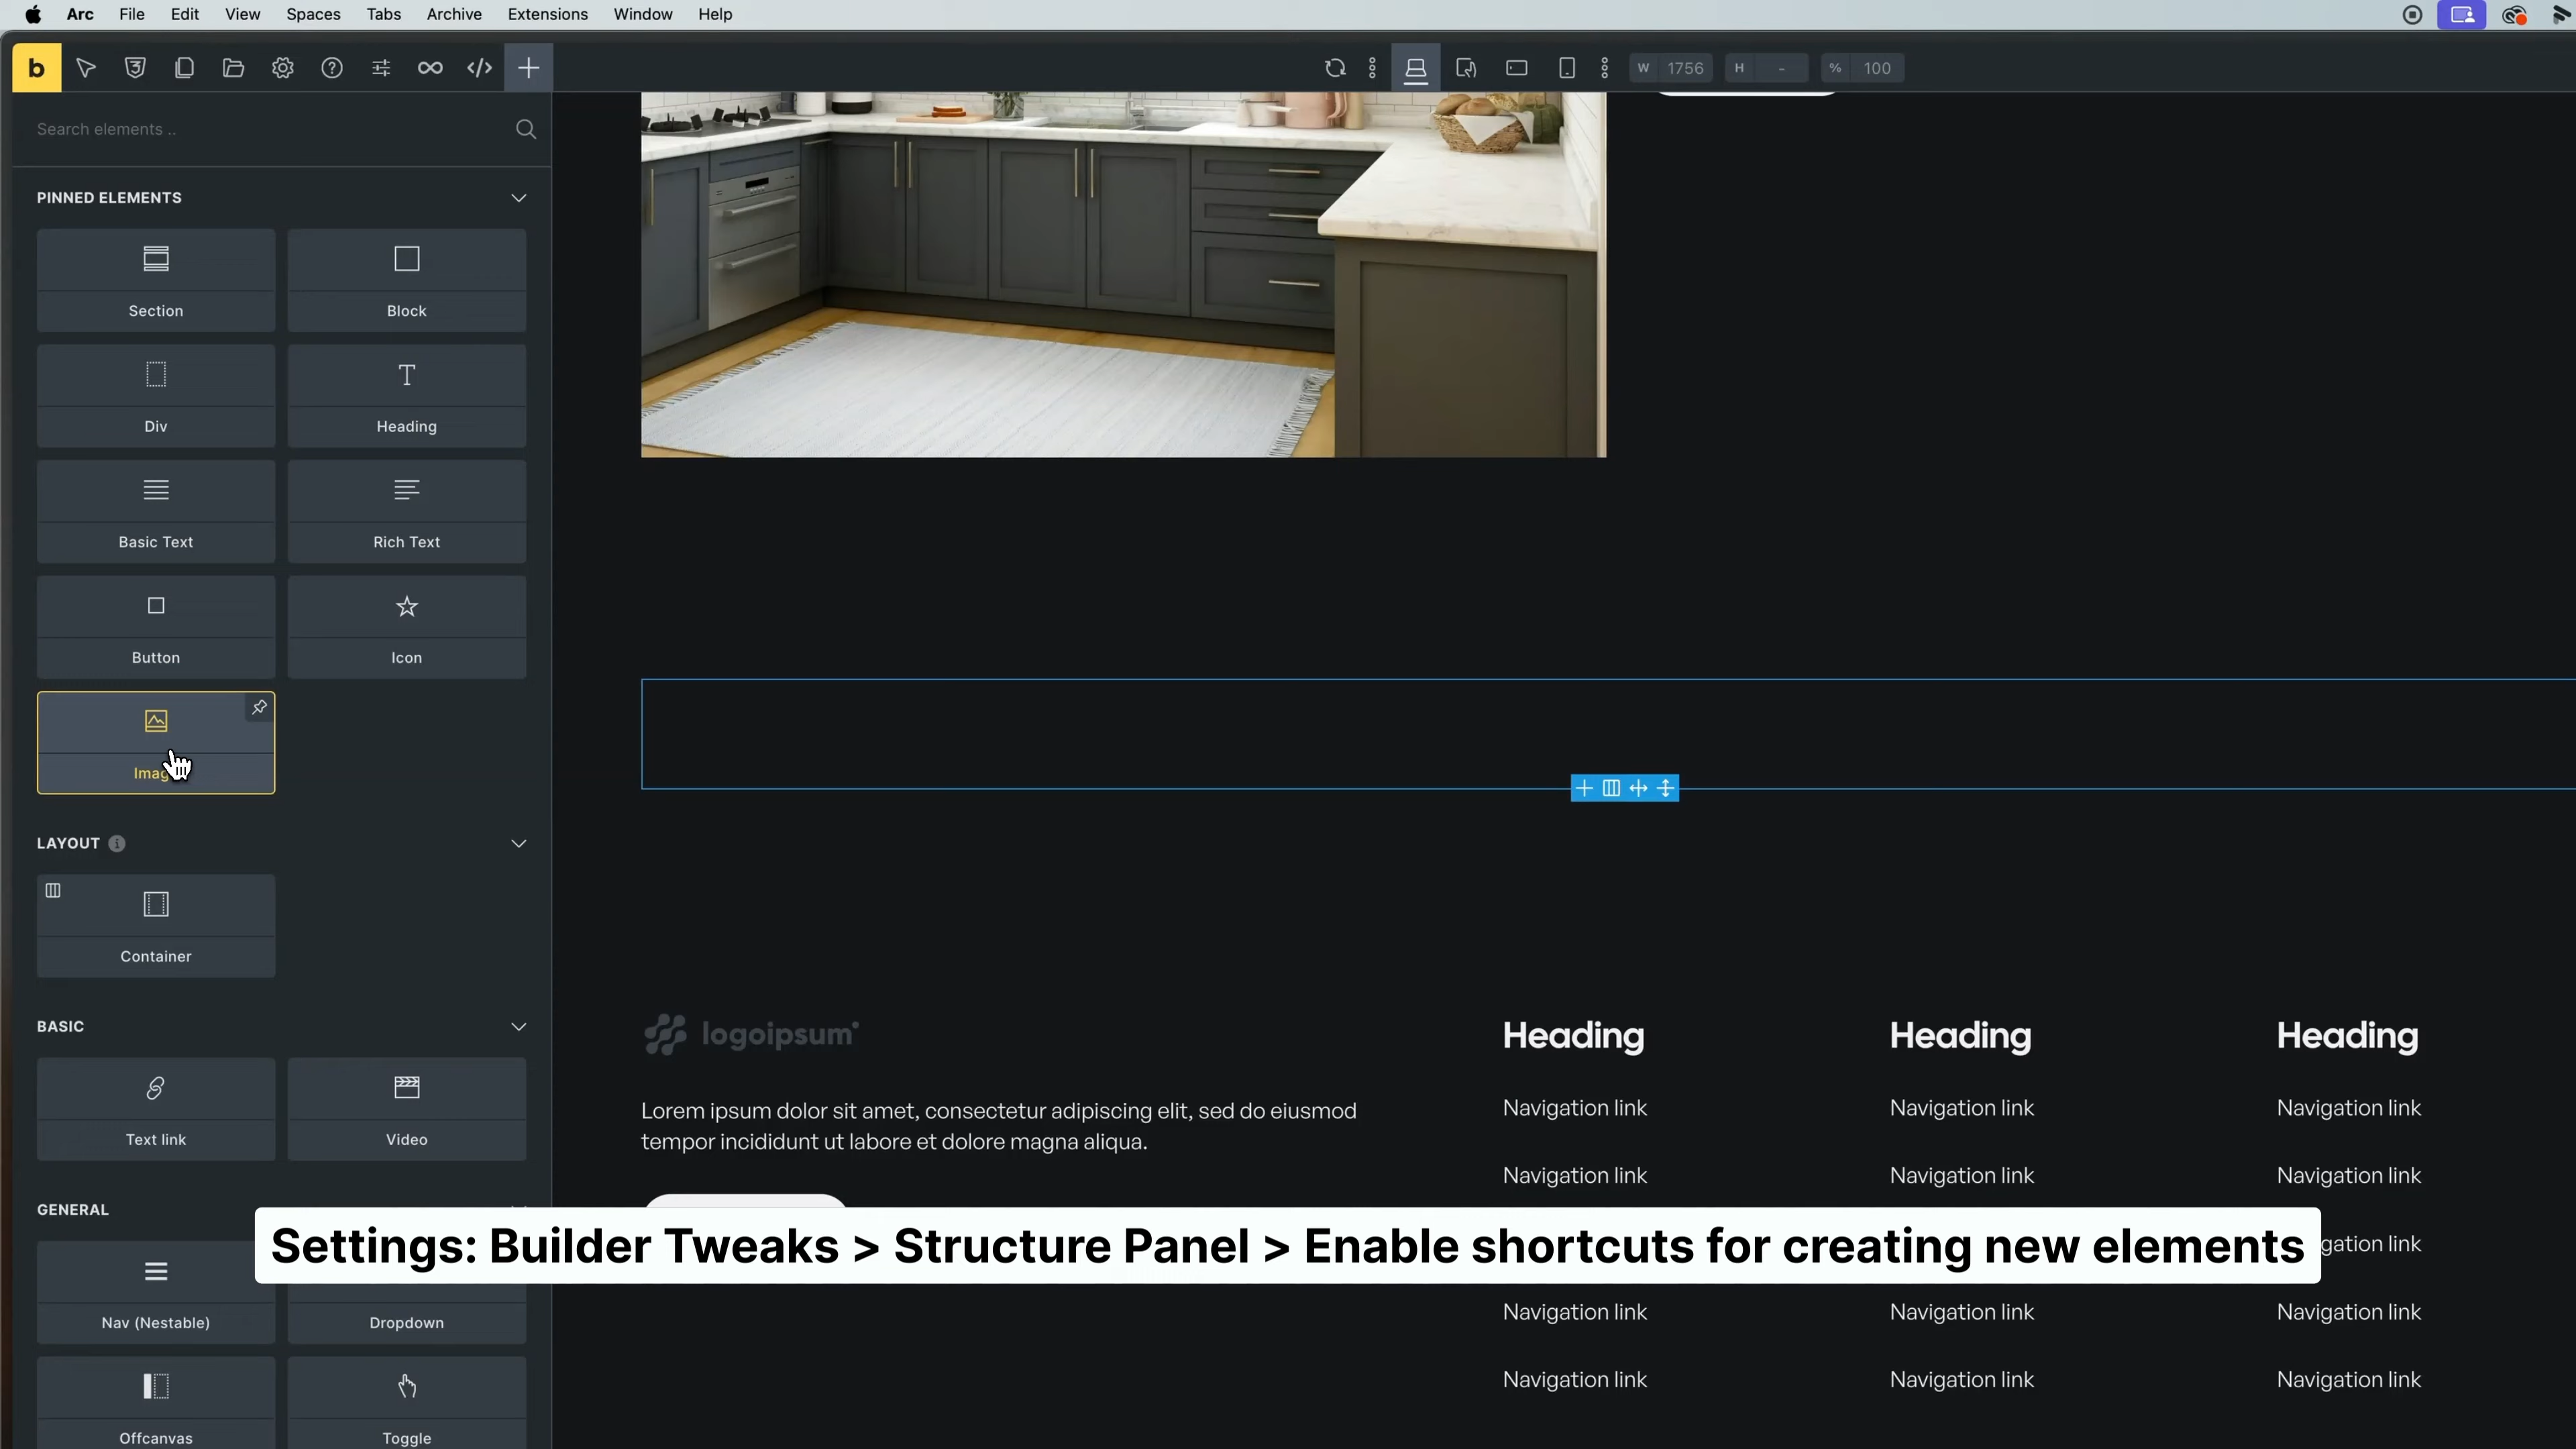 Arc File Edit View Spaces Tabs Archive Extensions Window Help
b
W 1756 H - % 100
Search elements ..
PINNED ELEMENTS
Section Block
Div Heading
Basic Text Rich Text
Button Icon
LAYOUT
Container
BASIC
Text link Video
GENERAL
Nav (Nestable) Dropdown
Offcanvas Toggle
logoipsum
Lorem ipsum dolor sit amet, consectetur adipiscing elit, sed do eiusmod
tempor incididunt ut labore et dolore magna aliqua.
Heading Heading Heading
Navigation link Navigation link Navigation link
Navigation link Navigation link Navigation link
Settings: Builder Tweaks > Structure Panel > Enable shortcuts for creating new elements
gation link
Navigation link Navigation link Navigation link
Navigation link Navigation link Navigation link